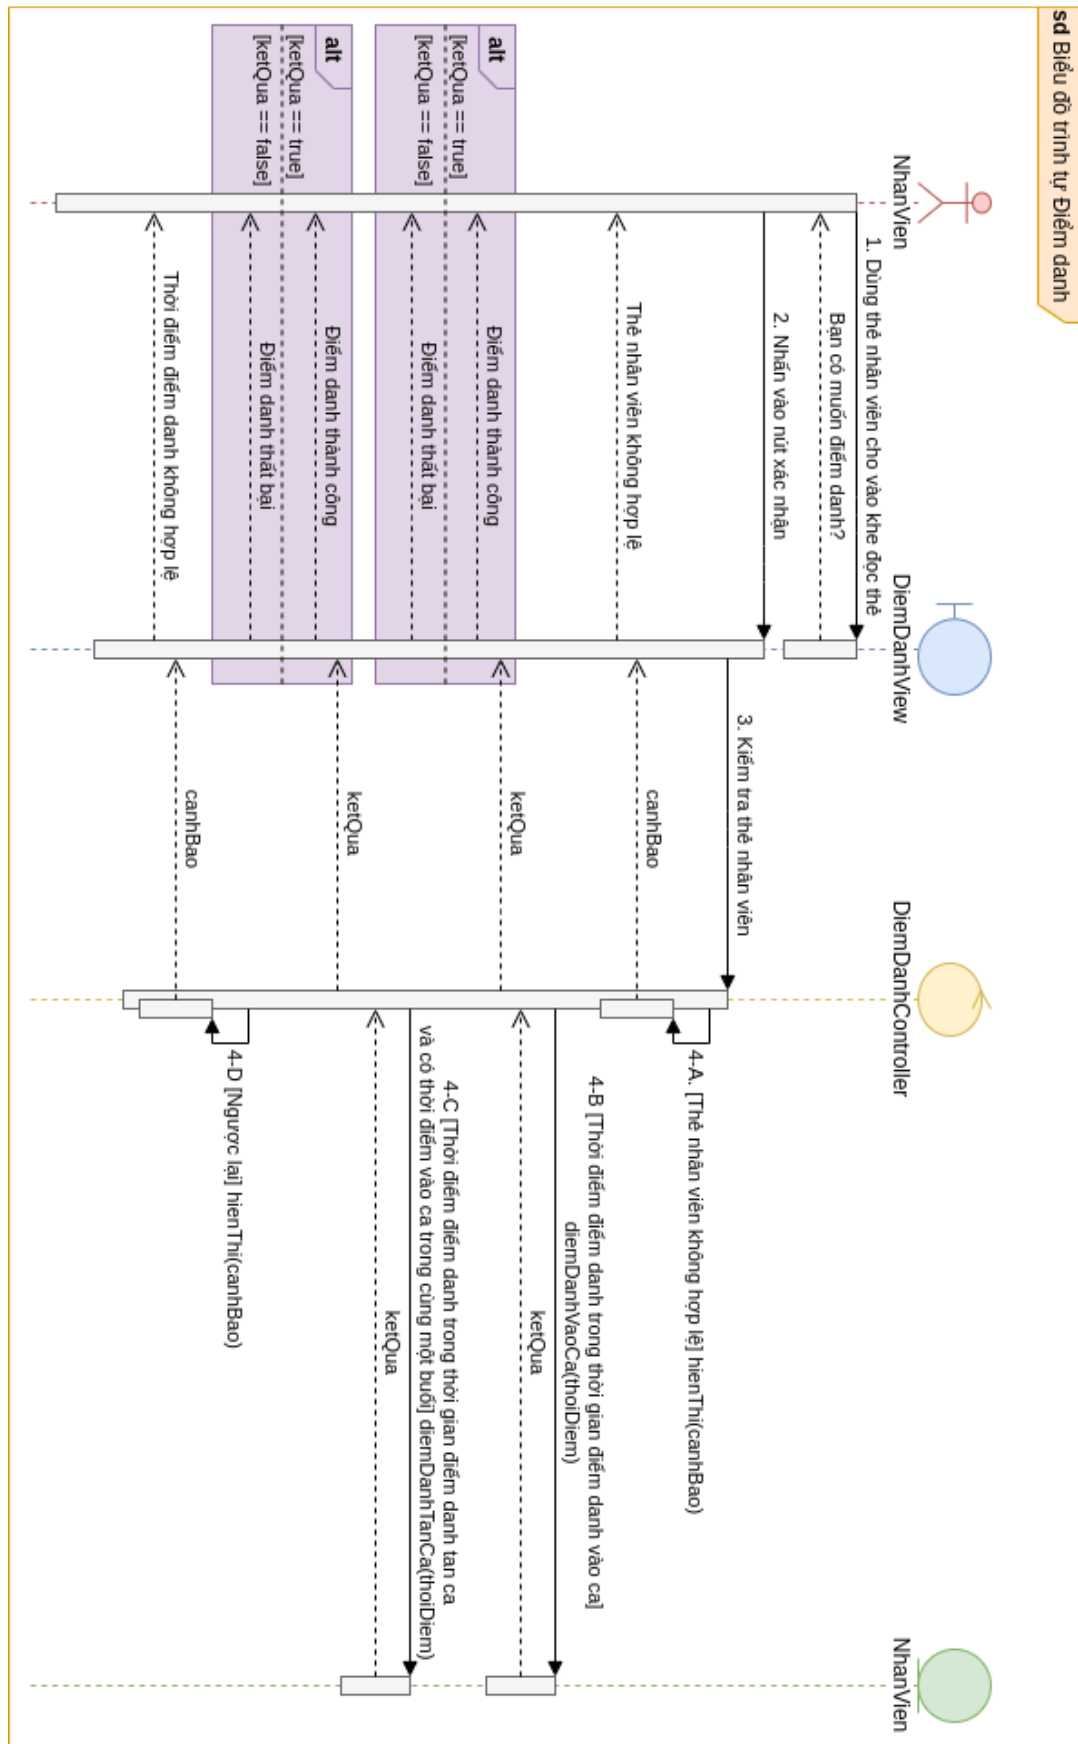 sd Biểu đồ trình tự Điểm danh
NhanVien
DiemDanhView
DiemDanhController
NhanVien
1. Dùng thẻ nhân viên cho vào khe đọc thẻ
Bạn có muốn điểm danh?
2. Nhấn vào nút xác nhận
3. Kiểm tra thẻ nhân viên
4-A. [Thẻ nhân viên không hợp lệ] hienThi(canhBao)
canhBao
Thẻ nhân viên không hợp lệ
4-B [Thời điểm điểm danh trong thời gian điểm danh vào ca]
diemDanhVaoCa(thoiDiem)
ketQua
ketQua
alt
[ketQua == true]
Điểm danh thành công
[ketQua == false]
Điểm danh thất bại
4-C [Thời điểm điểm danh trong thời gian điểm danh tan ca
và có thời điểm vào ca trong cùng một buổi] diemDanhTanCa(thoiDiem)
ketQua
ketQua
alt
[ketQua == true]
Điểm danh thành công
[ketQua == false]
Điểm danh thất bại
4-D [Ngược lại] hienThi(canhBao)
canhBao
Thời điểm điểm danh không hợp lệ